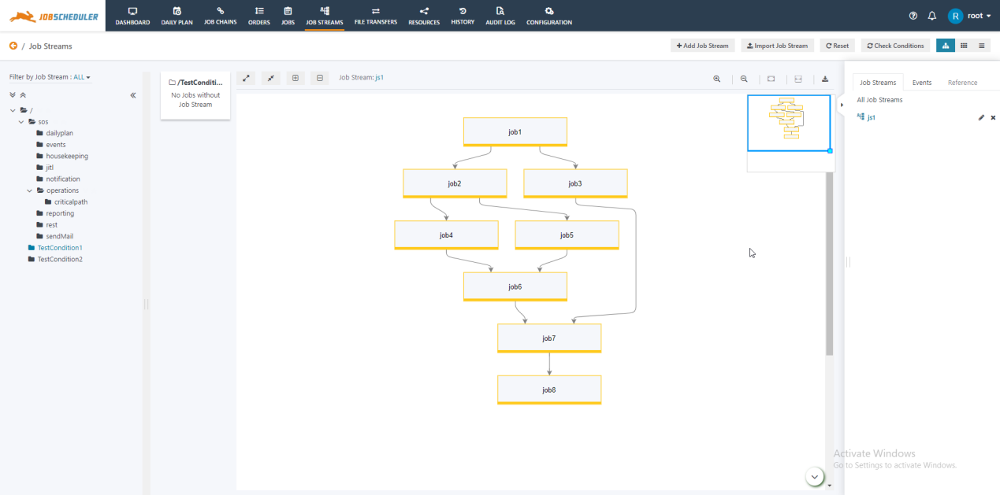 JOBSCHEDULER
DASHBOARD
DAILY PLAN
JOB CHAINS
ORDERS
JOBS
JOB STREAMS
FILE TRANSFERS
RESOURCES
HISTORY
AUDIT LOG
CONFIGURATION
R root
/ Job Streams
+ Add Job Stream
Import Job Stream
Reset
Check Conditions
Filter by Job Stream : ALL
/
sos
dailyplan
events
housekeeping
jitl
notification
operations
criticalpath
reporting
rest
sendMail
TestCondition1
TestCondition2
/TestConditi...
No Jobs without
Job Stream
Job Stream: js1
job1
job2
job3
job4
job5
job6
job7
job8
Job Streams
Events
Reference
All Job Streams
js1
Activate Windows
Go to Settings to activate Windows.